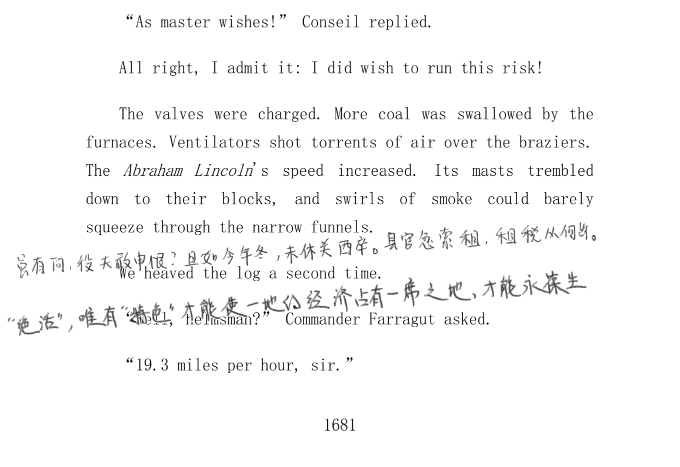 “As master wishes!” Conseil replied.
All right, I admit it: I did wish to run this risk!
The valves were charged. More coal was swallowed by the
furnaces. Ventilators shot torrents of air over the braziers.
The Abraham Lincoln's speed increased. Its masts trembled
down to their blocks, and swirls of smoke could barely
squeeze through the narrow funnels.
虽有问,役夫敢申恨?且如今年冬,未休关西卒。县官急索租,租税从何出。
We heaved the log a second time.
“绝活”,唯有“特色”才能使一地的经济占有一席之地,才能永葆生
“Well, helmsman?” Commander Farragut asked.
“19.3 miles per hour, sir.”
1681